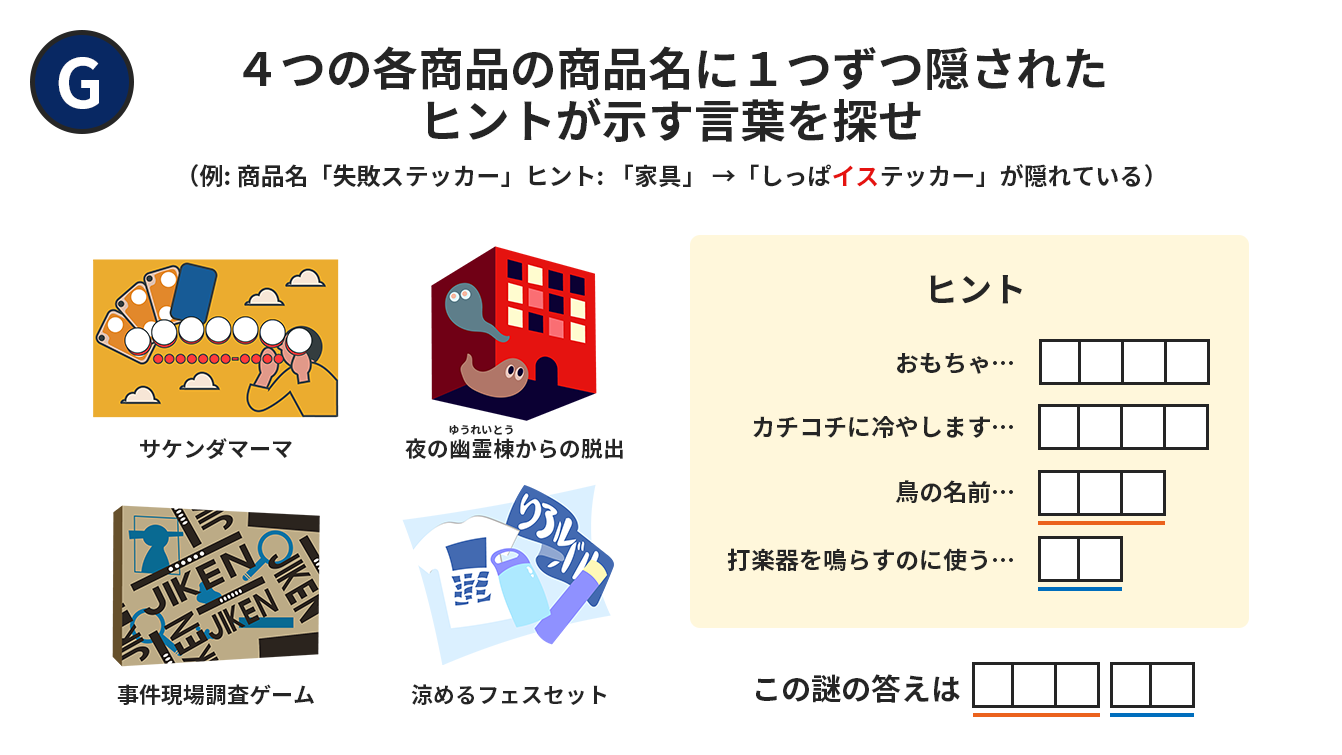 G
４つの各商品の商品名に１つずつ隠された
ヒントが示す言葉を探せ
（例: 商品名「失敗ステッカー」ヒント: 「家具」 →「しっぱイステッカー」が隠れている）
サケンダマーマ
ゆうれいとう
夜の幽霊棟からの脱出
JIKEN
JIKEN
JIKEN
事件現場調査ゲーム
涼めるフェスセット
ヒント
おもちゃ…
カチコチに冷やします…
鳥の名前…
打楽器を鳴らすのに使う…
この謎の答えは